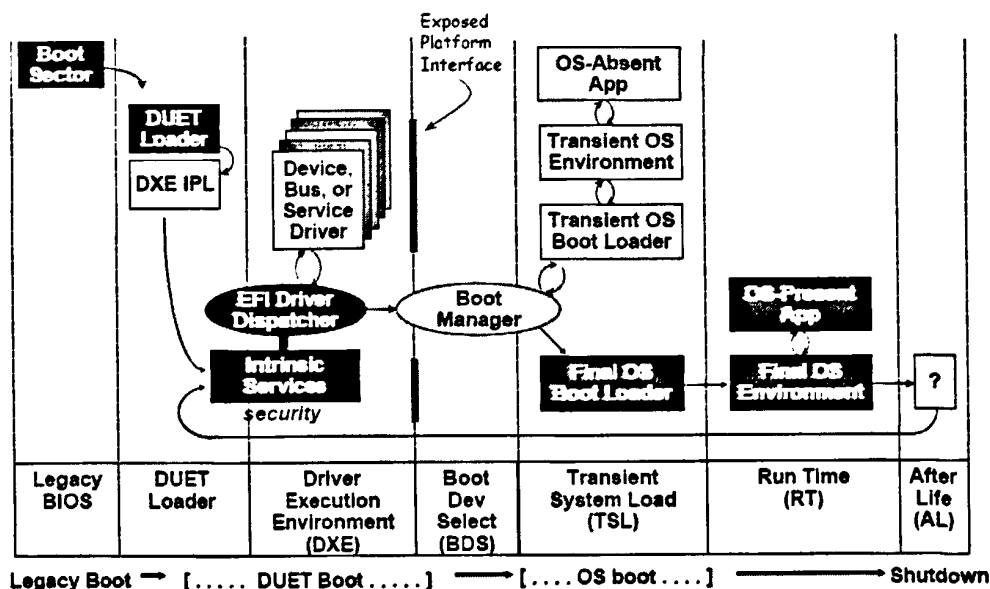 Exposed
Platform
Interface
Boot
Sector
DUET
Loader
DXE IPL
Device,
Bus, or
Service
Driver
EFI Driver
Dispatcher
Intrinsic
Services
security
Boot
Manager
OS-Absent
App
Transient OS
Environment
Transient OS
Boot Loader
Final OS
Boot Loader
OS-Present
App
Final OS
Environment
?
Legacy
BIOS
DUET
Loader
Driver
Execution
Environment
(DXE)
Boot
Dev
Select
(BDS)
Transient
System Load
(TSL)
Run Time
(RT)
After
Life
(AL)
Legacy Boot
[ ..... DUET Boot ..... ]
[ .... OS boot .... ]
Shutdown